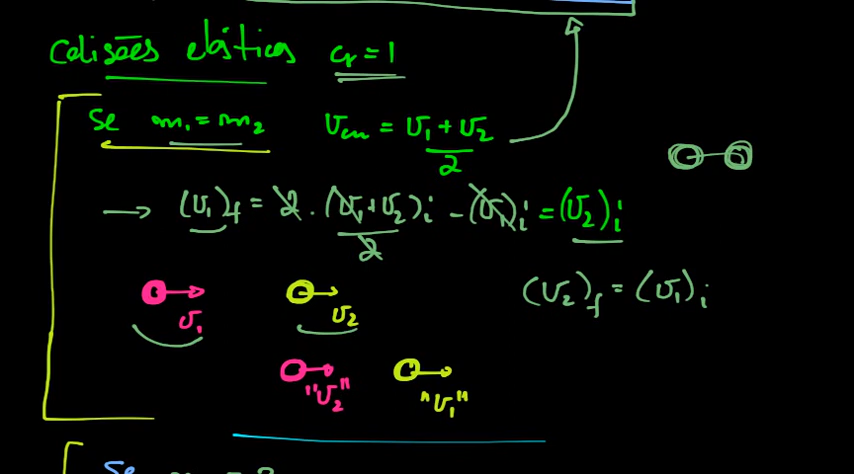 Colisões elásticas cr = 1
Se m₁ = m₂ Vcm = (v₁ + v₂)/2
→ (v₁)f = 2 · (v₁ + v₂)i/2 - (v₁)i = (v₂)i
(v₂)f = (v₁)i
v₁ v₂
"v₂" "v₁"
Se